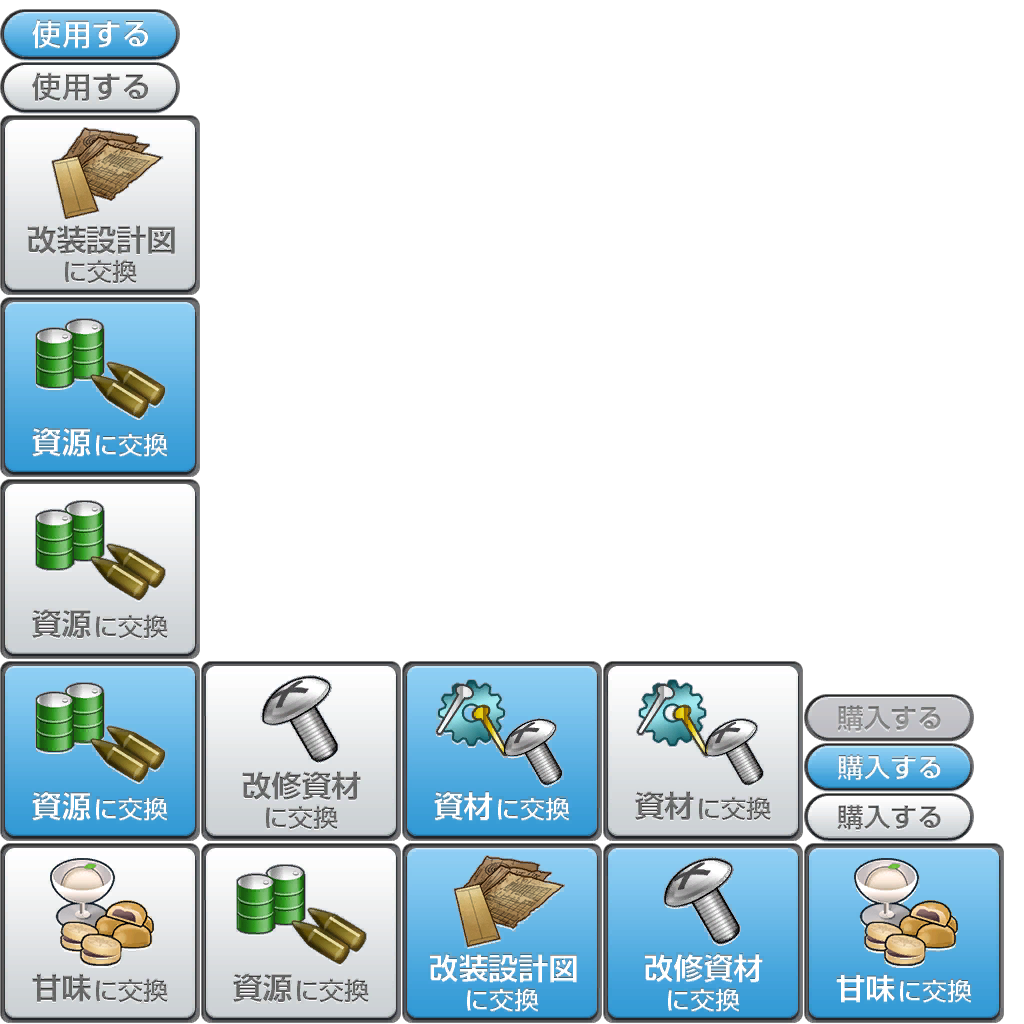 使用する
使用する
改装設計図
に交換
資源に交換
資源に交換
資源に交換
改修資材
に交換
資材に交換
資材に交換
購入する
購入する
購入する
甘味に交換
資源に交換
改装設計図
に交換
改修資材
に交換
甘味に交換